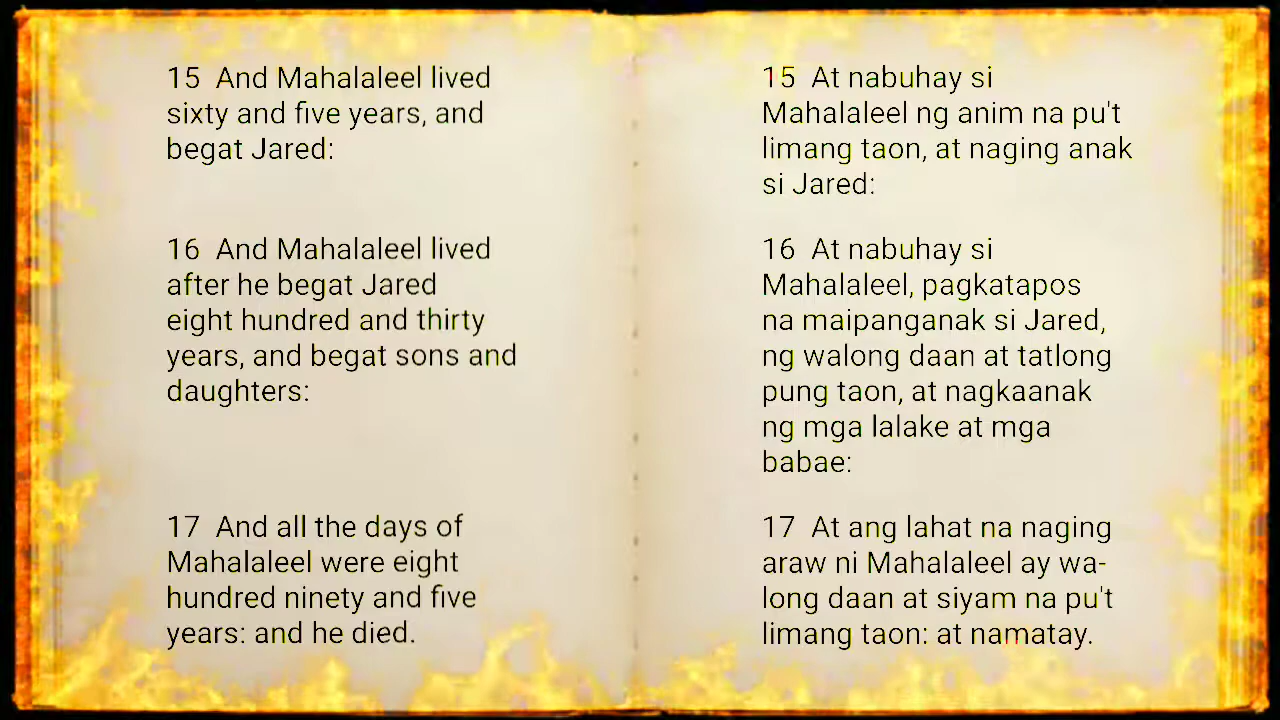 15 And Mahalaleel lived
sixty and five years, and
begat Jared:
16 And Mahalaleel lived
after he begat Jared
eight hundred and thirty
years, and begat sons and
daughters:
17 And all the days of
Mahalaleel were eight
hundred ninety and five
years: and he died.
15 At nabuhay si
Mahalaleel ng anim na pu't
limang taon, at naging anak
si Jared:
16 At nabuhay si
Mahalaleel, pagkatapos
na maipanganak si Jared,
ng walong daan at tatlong
pung taon, at nagkaanak
ng mga lalake at mga
babae:
17 At ang lahat na naging
araw ni Mahalaleel ay wa-
long daan at siyam na pu't
limang taon: at namatay.